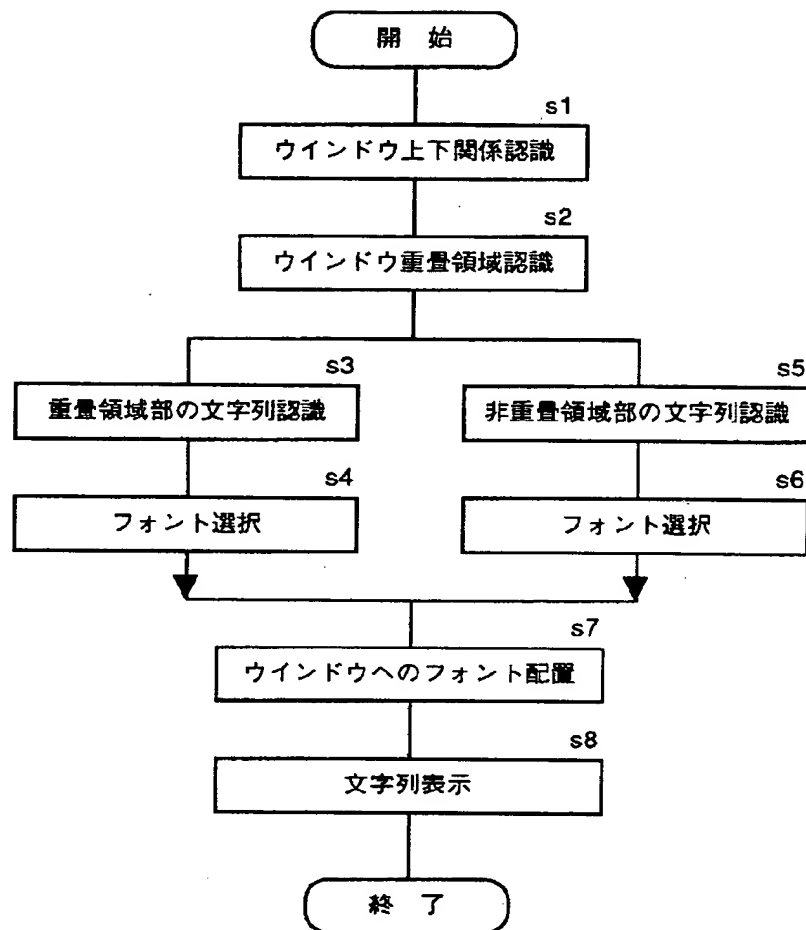 開 始
s1
ウインドウ上下関係認識
s2
ウインドウ重畳領域認識
s3
重畳領域部の文字列認識
s4
フォント選択
s5
非重畳領域部の文字列認識
s6
フォント選択
s7
ウインドウへのフォント配置
s8
文字列表示
終 了